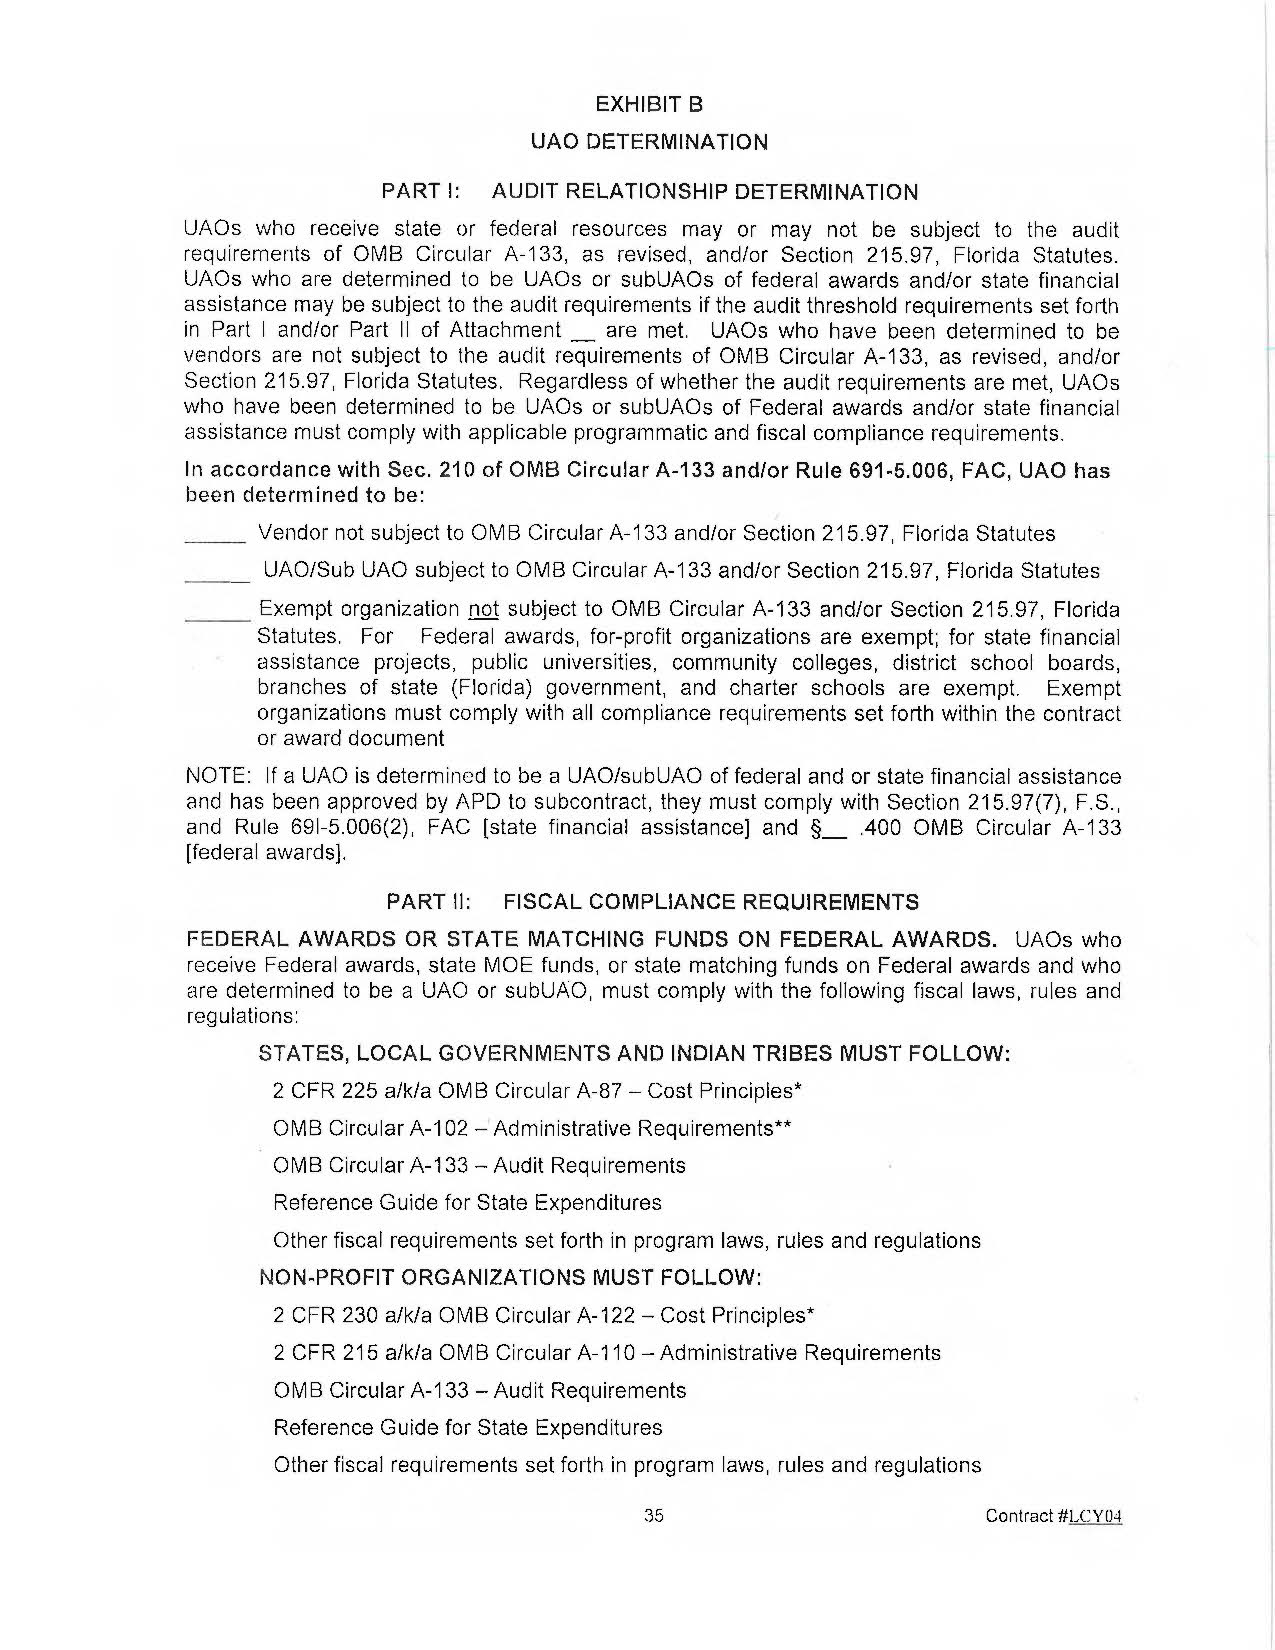 EXHIBIT B
UAO DETERMINATION
PART I: AUDIT RELATIONSHIP DETERMINATION
UAOs who receive state or federal resources may or may not be subject to the audit
requirements of OMB Circular A-133, as revised, and/or Section 215.97, Florida Statutes.
UAOs who are determined to be UAOs or subUAOs of federal awards and/or state financial
assistance may be subject to the audit requirements if the audit threshold requirements set forth
in Part I and/or Part II of Attachment __ are met. UAOs who have been determined to be
vendors are not subject to the audit requirements of OMB Circular A-133, as revised, and/or
Section 215.97, Florida Statutes. Regardless of whether the audit requirements are met, UAOs
who have been determined to be UAOs or subUAOs of Federal awards and/or state financial
assistance must comply with applicable programmatic and fiscal compliance requirements.
In accordance with Sec. 210 of OMB Circular A-133 and/or Rule 691-5.006, FAC, UAO has
been determined to be:
_____ Vendor not subject to OMB Circular A-133 and/or Section 215.97, Florida Statutes
_____ UAO/Sub UAO subject to OMB Circular A-133 and/or Section 215.97, Florida Statutes
_____ Exempt organization not subject to OMB Circular A-133 and/or Section 215.97, Florida
Statutes. For Federal awards, for-profit organizations are exempt; for state financial
assistance projects, public universities, community colleges, district school boards,
branches of state (Florida) government, and charter schools are exempt. Exempt
organizations must comply with all compliance requirements set forth within the contract
or award document
NOTE: If a UAO is determined to be a UAO/subUAO of federal and or state financial assistance
and has been approved by APD to subcontract, they must comply with Section 215.97(7), F.S.,
and Rule 69I-5.006(2), FAC [state financial assistance] and §__ .400 OMB Circular A-133
[federal awards].
PART II: FISCAL COMPLIANCE REQUIREMENTS
FEDERAL AWARDS OR STATE MATCHING FUNDS ON FEDERAL AWARDS. UAOs who
receive Federal awards, state MOE funds, or state matching funds on Federal awards and who
are determined to be a UAO or subUAO, must comply with the following fiscal laws, rules and
regulations:
STATES, LOCAL GOVERNMENTS AND INDIAN TRIBES MUST FOLLOW:
2 CFR 225 a/k/a OMB Circular A-87 – Cost Principles*
OMB Circular A-102 – Administrative Requirements**
OMB Circular A-133 – Audit Requirements
Reference Guide for State Expenditures
Other fiscal requirements set forth in program laws, rules and regulations
NON-PROFIT ORGANIZATIONS MUST FOLLOW:
2 CFR 230 a/k/a OMB Circular A-122 – Cost Principles*
2 CFR 215 a/k/a OMB Circular A-110 – Administrative Requirements
OMB Circular A-133 – Audit Requirements
Reference Guide for State Expenditures
Other fiscal requirements set forth in program laws, rules and regulations
35 Contract #LCY04